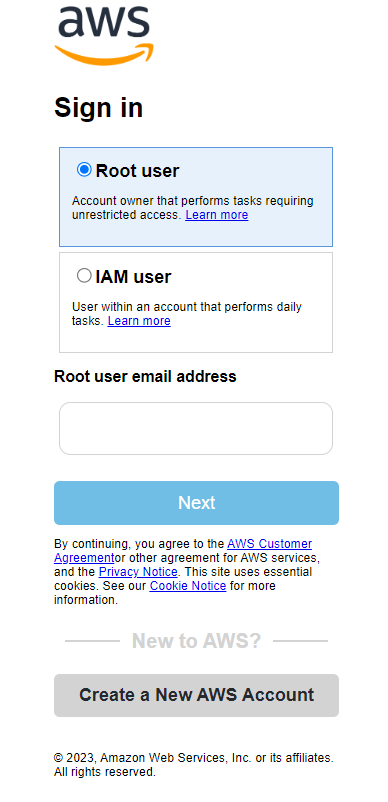 aws
Sign in
Root user
Account owner that performs tasks requiring
unrestricted access. Learn more
IAM user
User within an account that performs daily
tasks. Learn more
Root user email address
Next
By continuing, you agree to the AWS Customer
Agreementor other agreement for AWS services,
and the Privacy Notice. This site uses essential
cookies. See our Cookie Notice for more
information.
New to AWS?
Create a New AWS Account
© 2023, Amazon Web Services, Inc. or its affiliates.
All rights reserved.